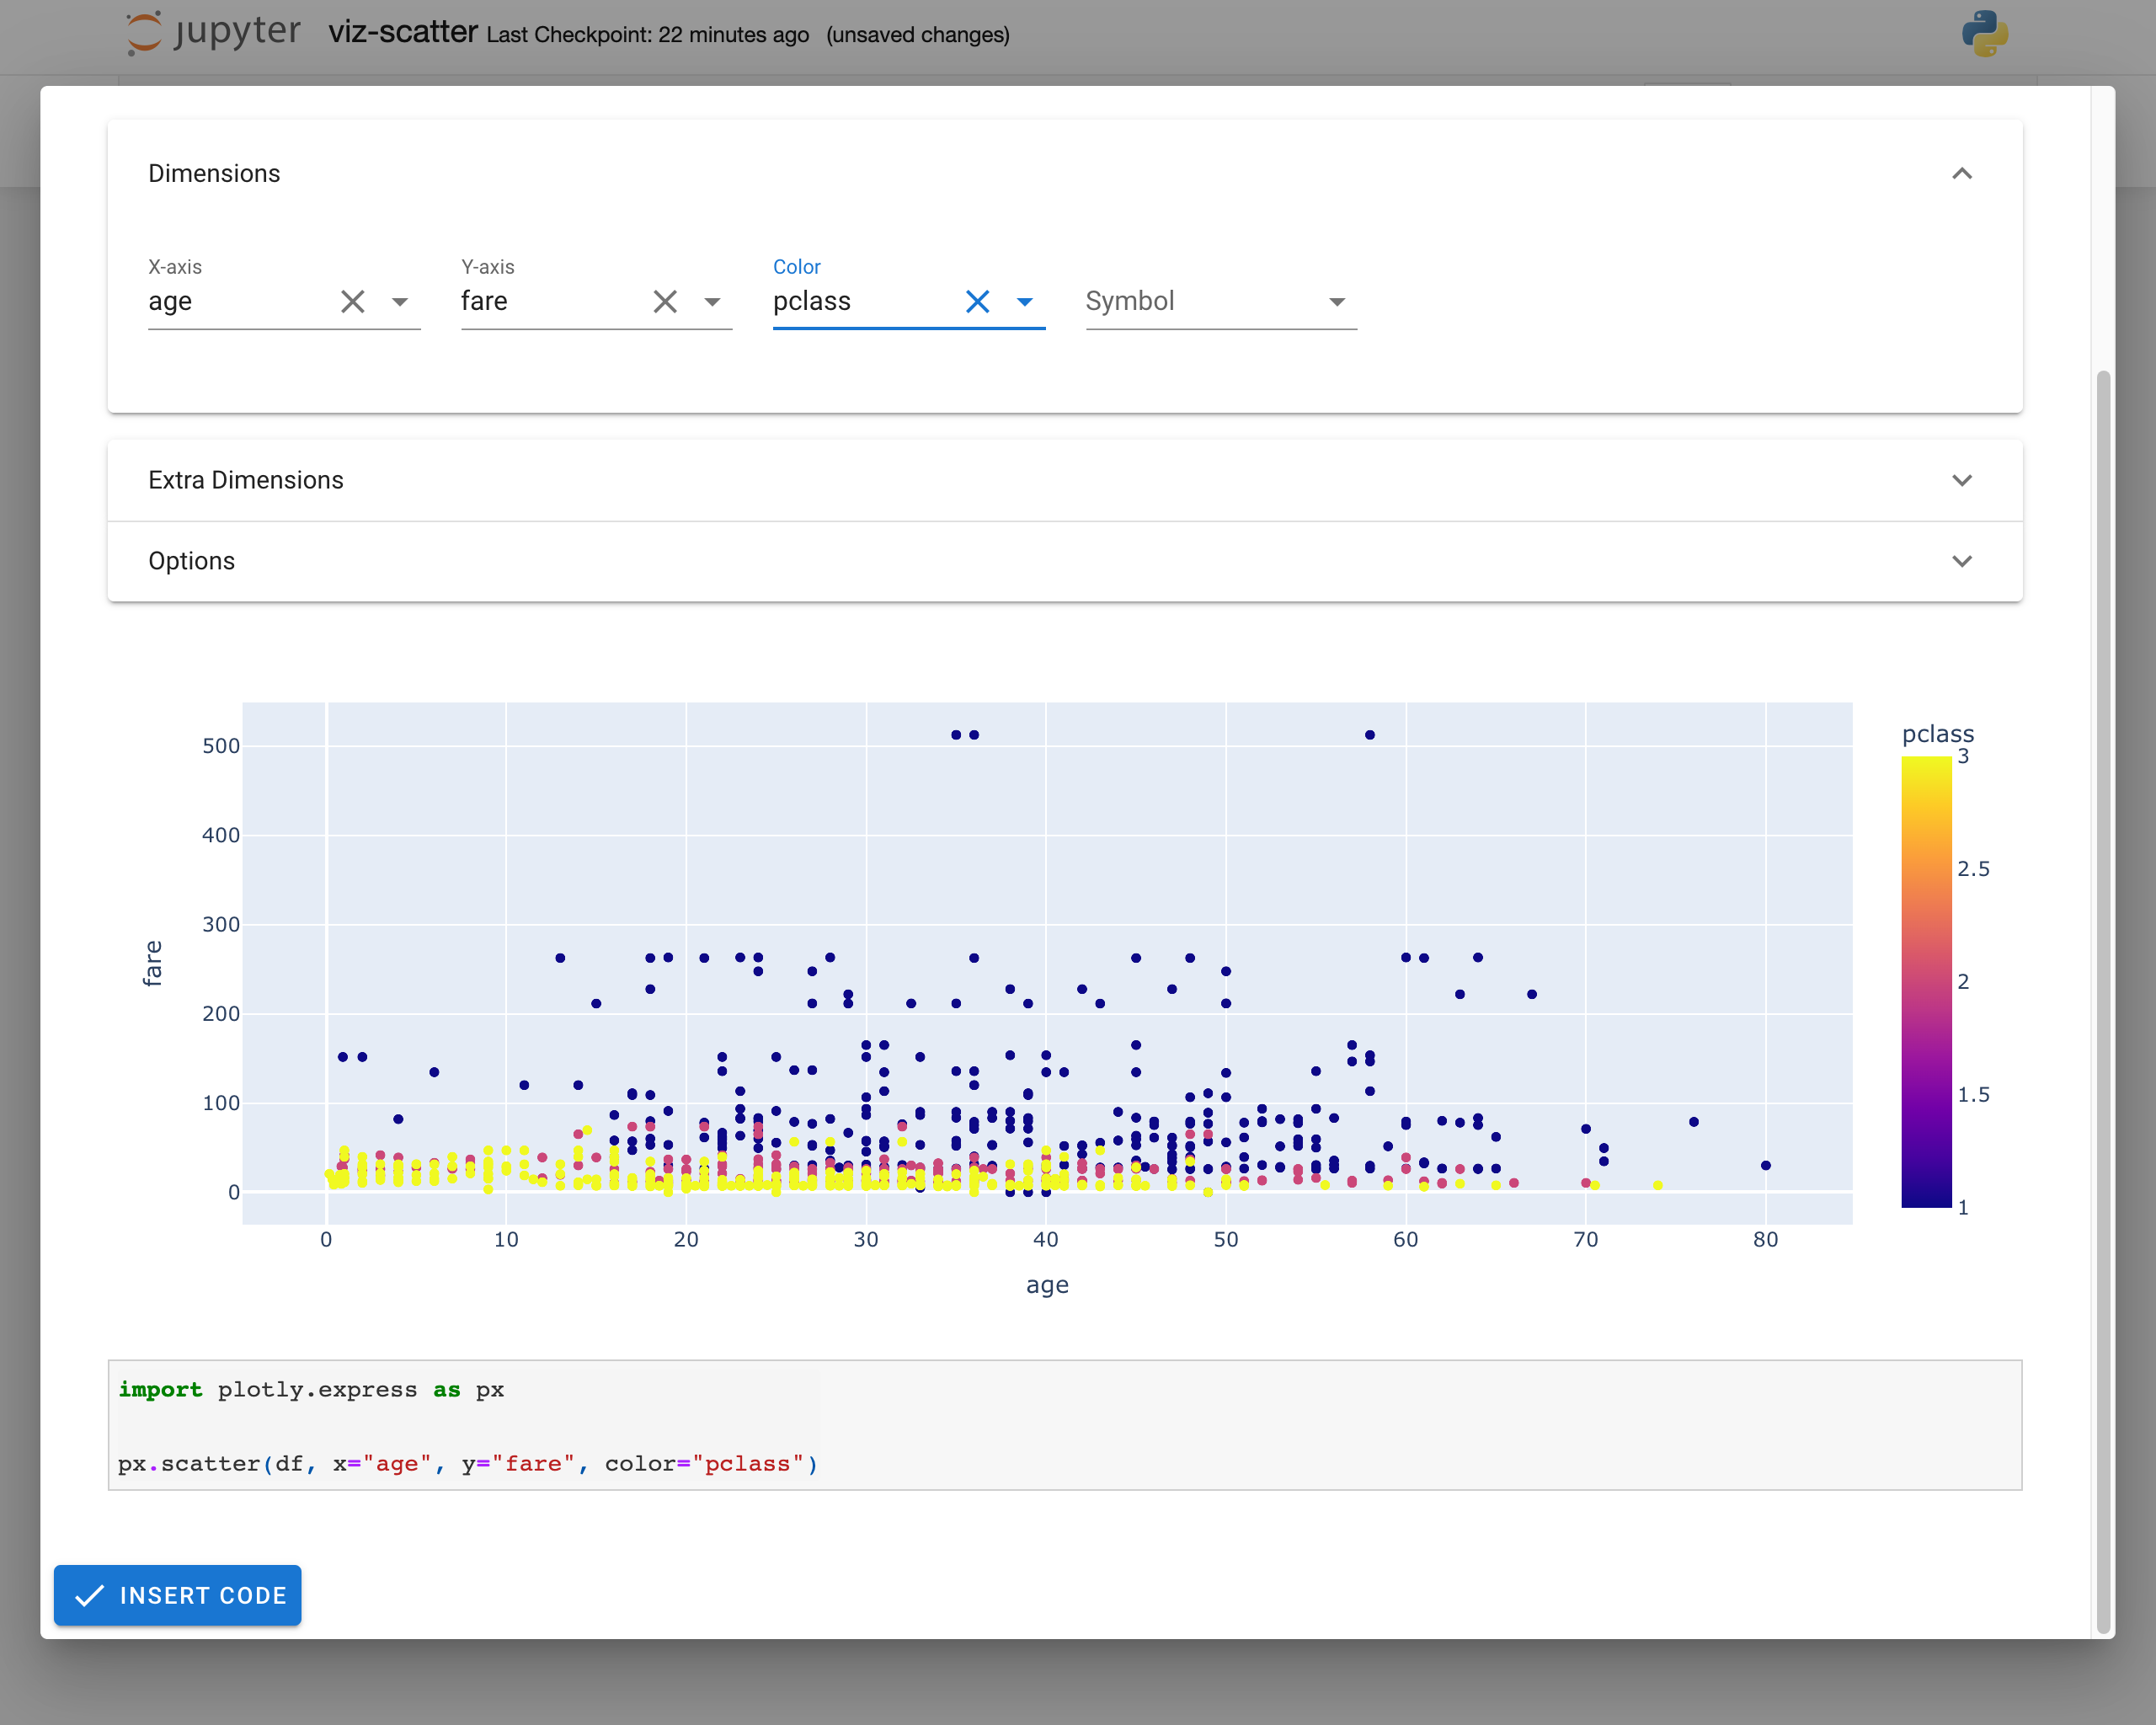 jupyter viz-scatter Last Checkpoint: 22 minutes ago (unsaved changes)
Dimensions
X-axis Y-axis Color
age fare pclass Symbol
Extra Dimensions
Options
pclass
3
2.5
2
1.5
1
500
400
300
200
100
0
fare
0 10 20 30 40 50 60 70 80
age
import plotly.express as px
px.scatter(df, x="age", y="fare", color="pclass")
INSERT CODE